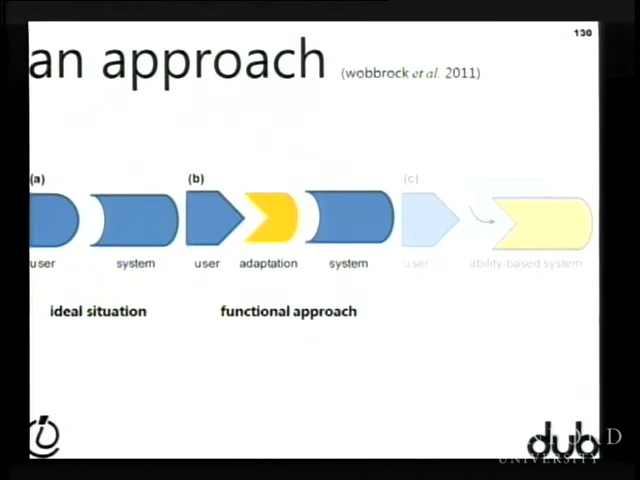 130
an approach (wobbrock et al. 2011)
(a) (b) (c)
user system user adaptation system user ability-based system
ideal situation functional approach
dub
UNIVERSITY